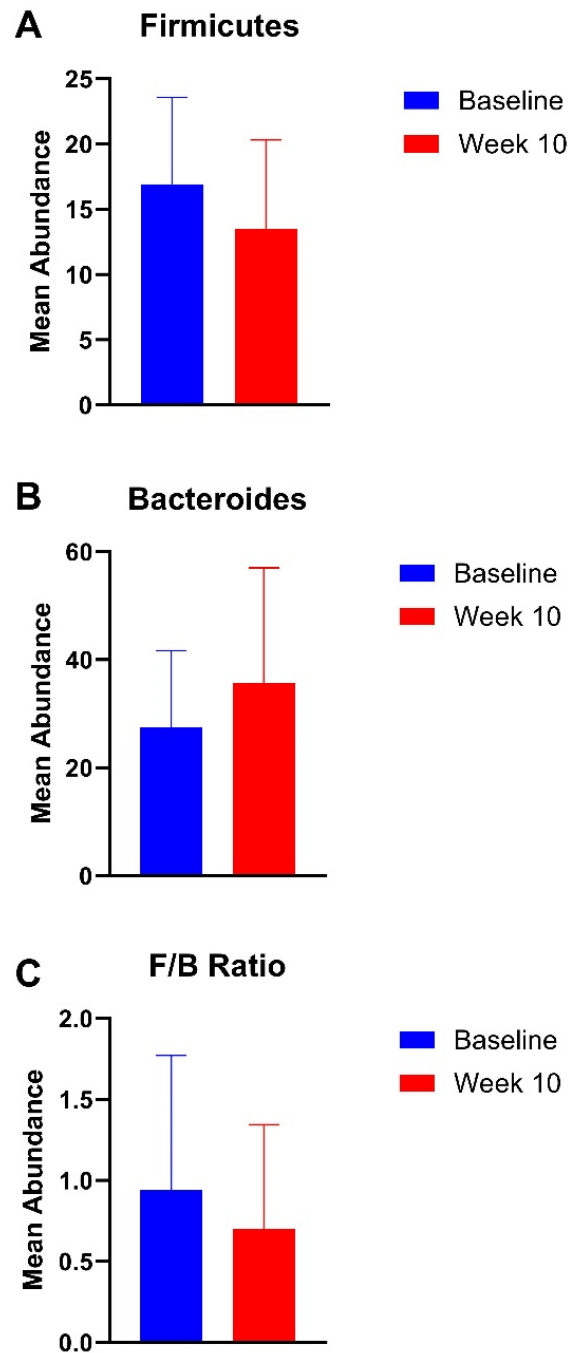 A
Firmicutes
25
20
15
10
5
0
Mean Abundance
Baseline
Week 10
B
Bacteroides
60
40
20
0
Mean Abundance
Baseline
Week 10
C
F/B Ratio
2.0
1.5
1.0
0.5
0.0
Mean Abundance
Baseline
Week 10